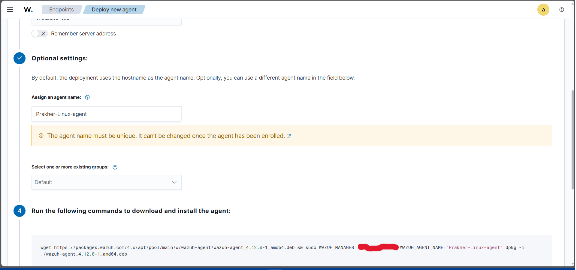 W. Endpoints Deploy new agent a
Remember server address
Optional settings:
By default, the deployment uses the hostname as the agent name. Optionally, you can use a different agent name in the field below.
Assign an agent name:
Prakher-Linux-agent
The agent name must be unique. It can't be changed once the agent has been enrolled.
Select one or more existing groups:
Default
4 Run the following commands to download and install the agent:
wget https://packages.wazuh.com/4.x/apt/pool/main/w/wazuh-agent/wazuh-agent_4.12.0-1_amd64.deb && sudo WAZUH_MANAGER WAZUH_AGENT_NAME='Prakher-Linux-agent' dpkg -i
./wazuh-agent_4.12.0-1_amd64.deb